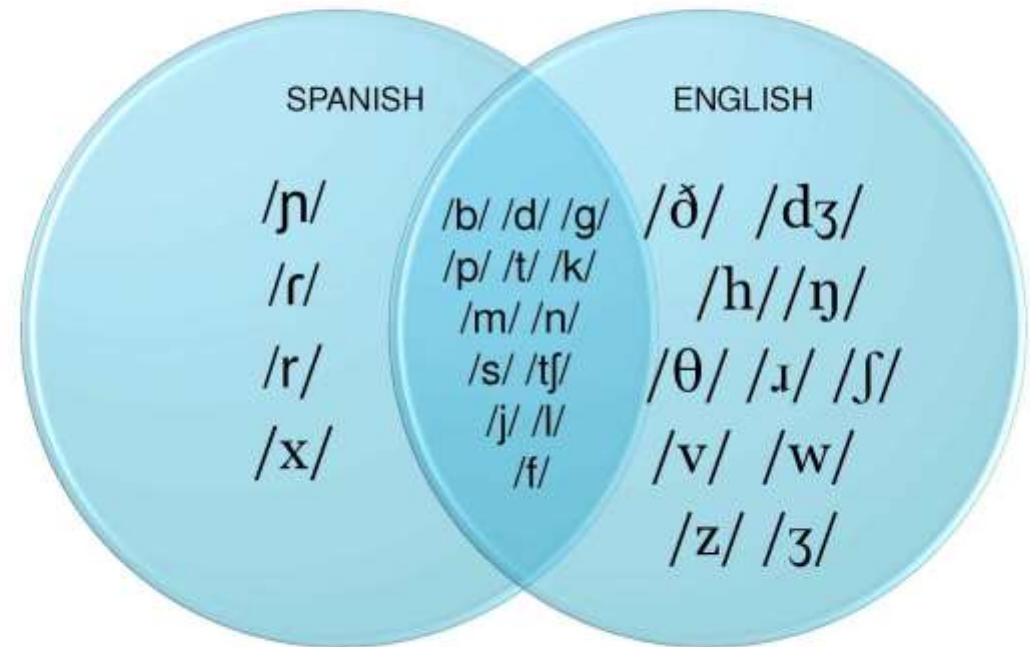 SPANISH
/ɲ/
/ɾ/
/r/
/x/
/b/ /d/ /g/
/p/ /t/ /k/
/m/ /n/
/s/ /tʃ/
/j/ /l/
/f/
ENGLISH
/ð/ /dʒ/
/h/ /ŋ/
/θ/ /ɹ/ /ʃ/
/v/ /w/
/z/ /ʒ/